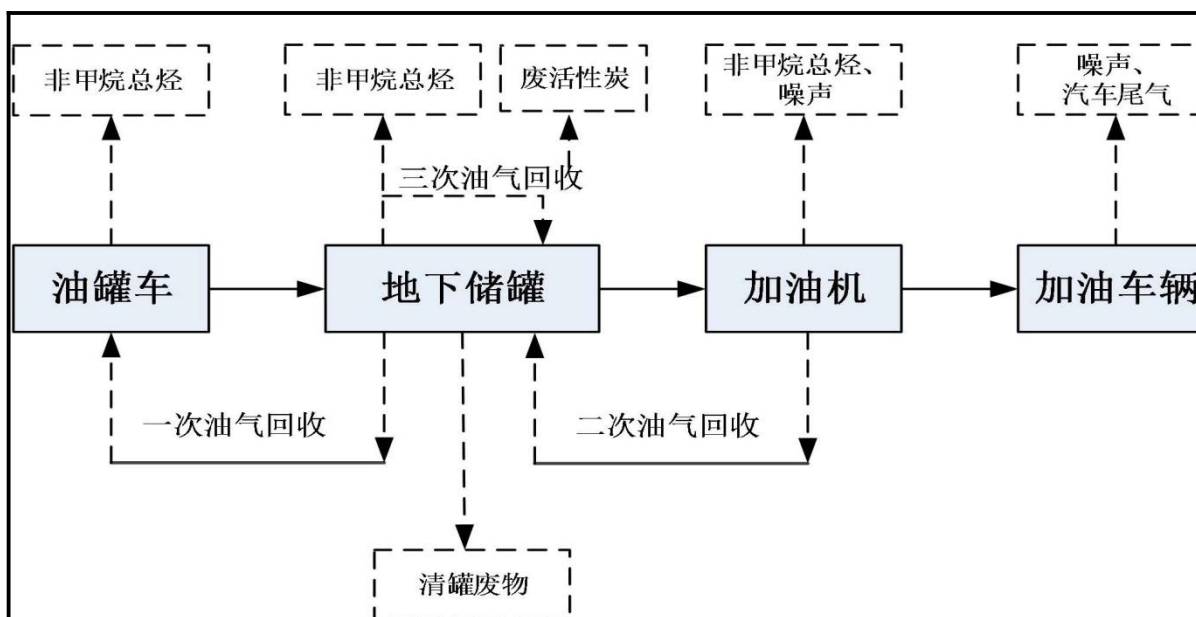 非甲烷总烃
非甲烷总烃
废活性炭
非甲烷总烃、
噪声
噪声、
汽车尾气
三次油气回收
油罐车
地下储罐
加油机
加油车辆
一次油气回收
二次油气回收
清罐废物